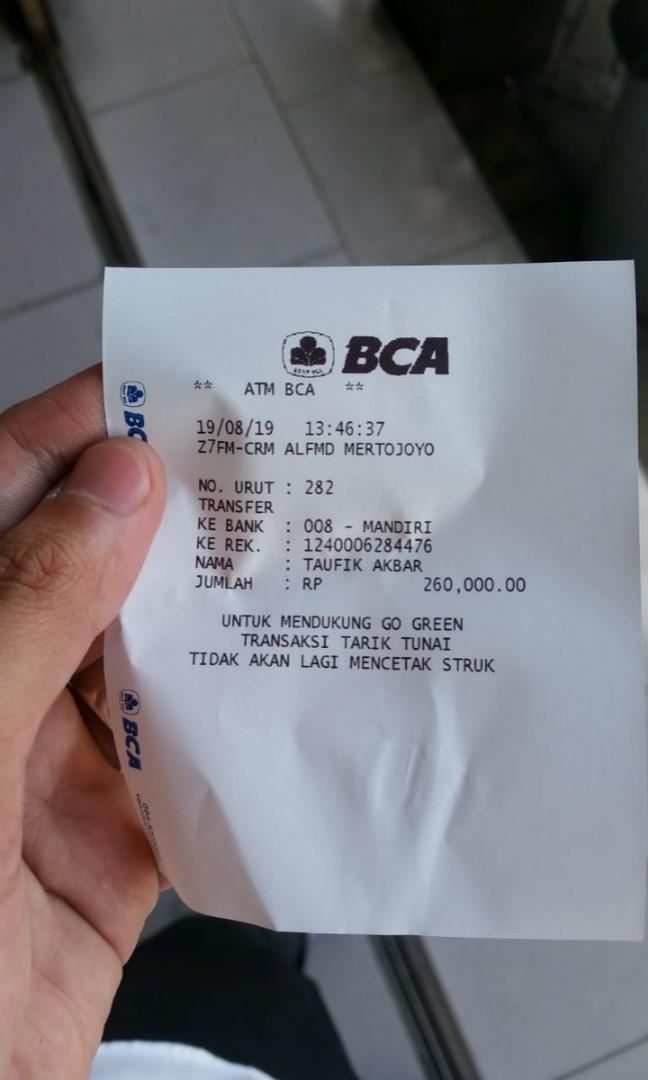 BCA
** ATM BCA **
19/08/19 13:46:37
Z7FM-CRM ALFMD MERTOJOYO
NO. URUT : 282
TRANSFER
KE BANK : 008 - MANDIRI
KE REK. : 1240006284476
NAMA : TAUFIK AKBAR
JUMLAH : RP 260,000.00
UNTUK MENDUKUNG GO GREEN
TRANSAKSI TARIK TUNAI
TIDAK AKAN LAGI MENCETAK STRUK
BC
BCA